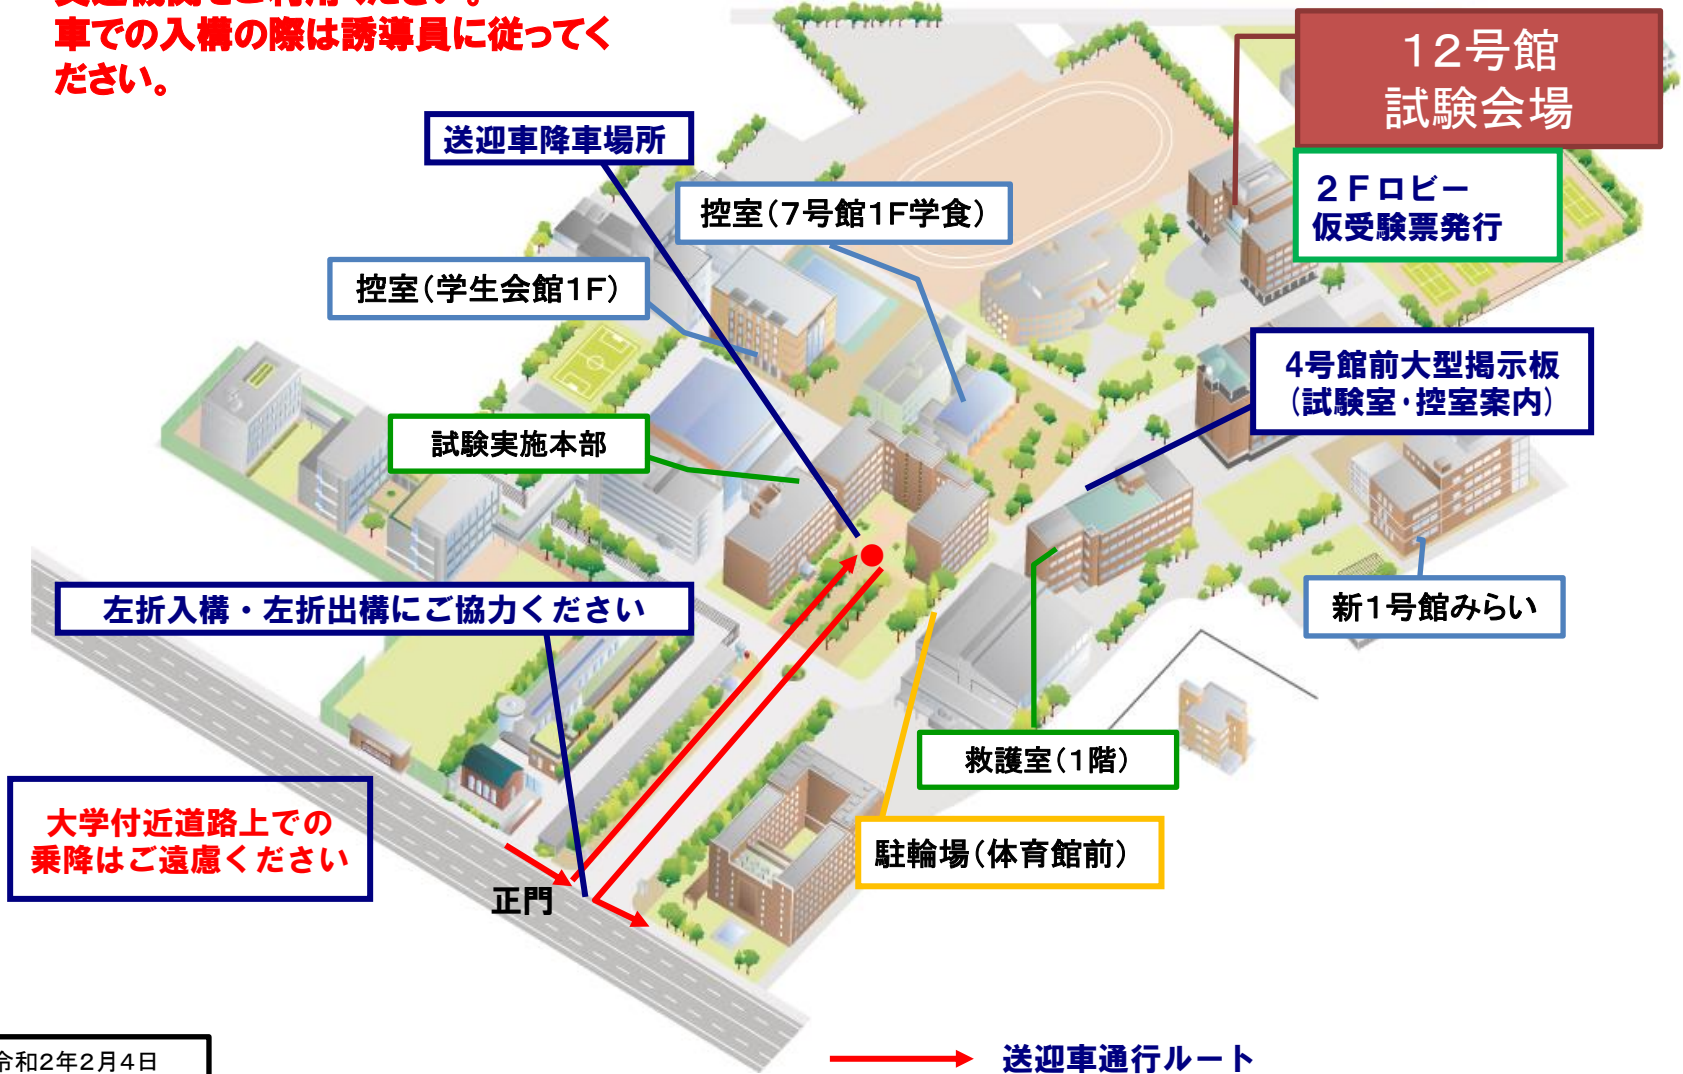 車での入構の際は誘導員に従ってく
ださい。
12号館
試験会場
送迎車降車場所
2Fロビー
仮受験票発行
控室(7号館1F学食)
控室(学生会館1F)
4号館前大型掲示板
(試験室・控室案内)
試験実施本部
左折入構・左折出構にご協力ください
新1号館みらい
救護室(1階)
大学付近道路上での
乗降はご遠慮ください
駐輪場(体育館前)
正門
令和2年2月4日
送迎車通行ルート